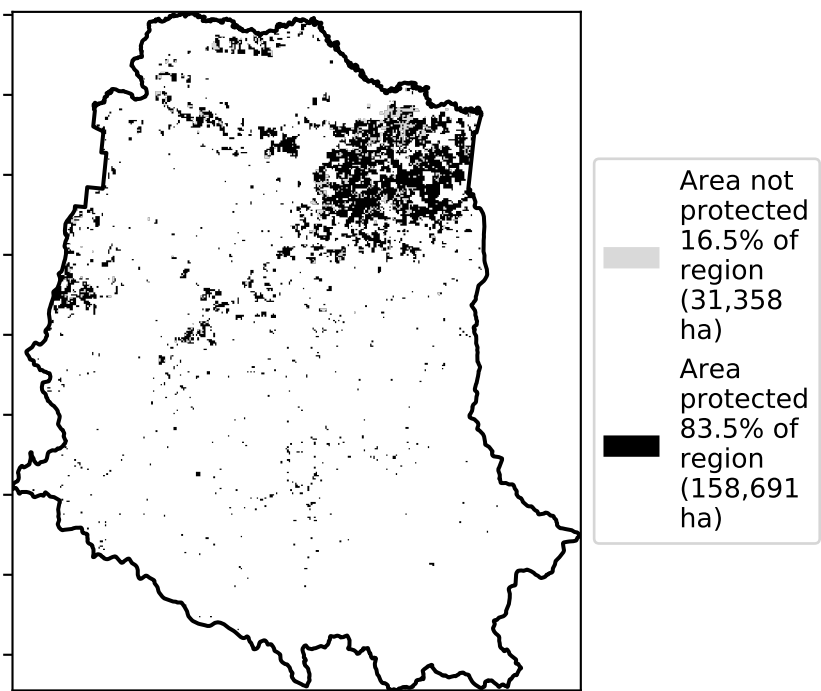 Area not
protected
16.5% of
region
(31,358
ha)
Area
protected
83.5% of
region
(158,691
ha)